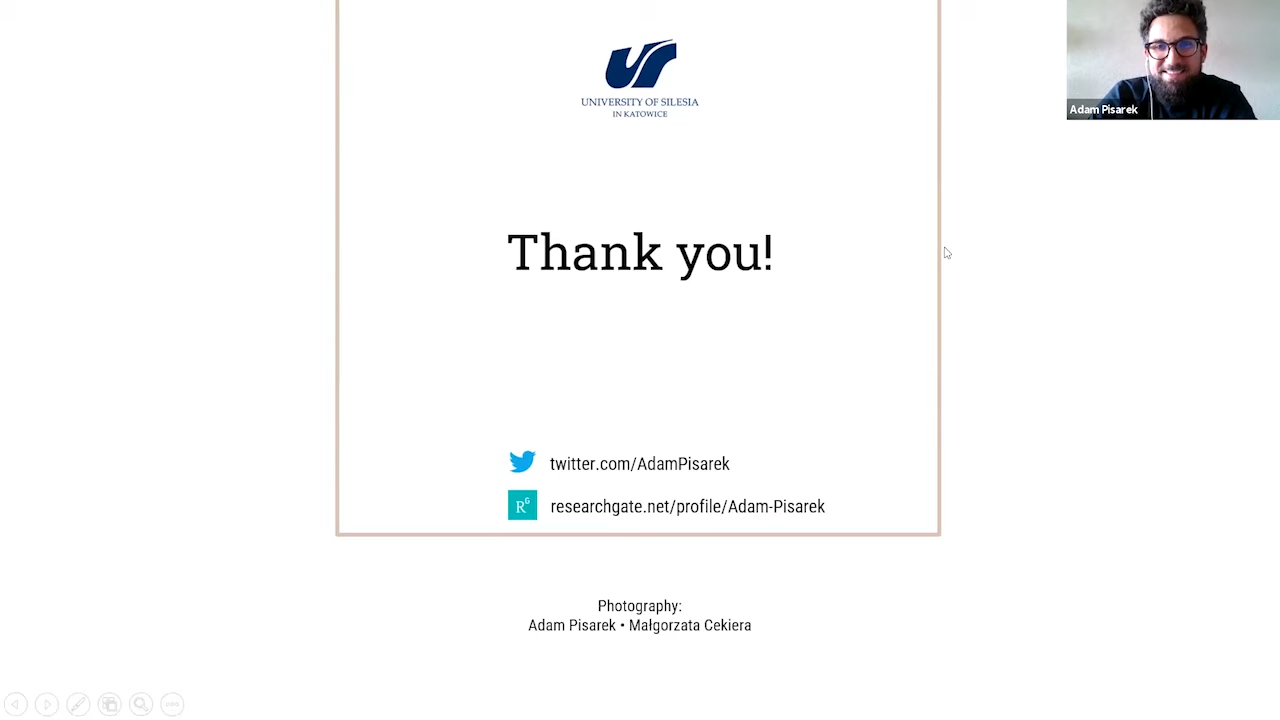 UNIVERSITY OF SILESIA
IN KATOWICE
Adam Pisarek
Thank you!
twitter.com/AdamPisarek
RG
researchgate.net/profile/Adam-Pisarek
Photography:
Adam Pisarek • Małgorzata Cekiera